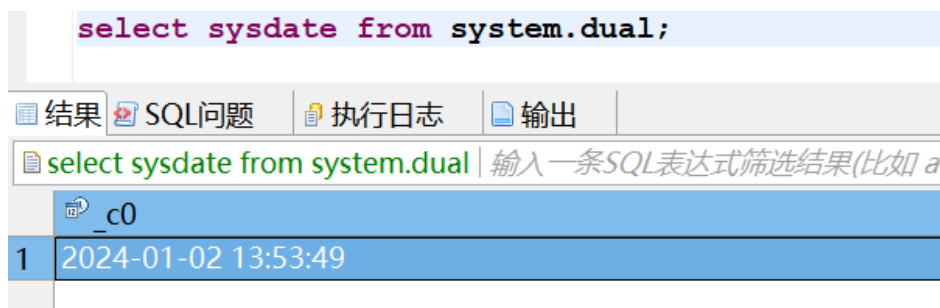 select sysdate from system.dual;
结果 SQL问题 执行日志 输出
select sysdate from system.dual 输入一条SQL表达式筛选结果(比如 a
_c0
1 2024-01-02 13:53:49